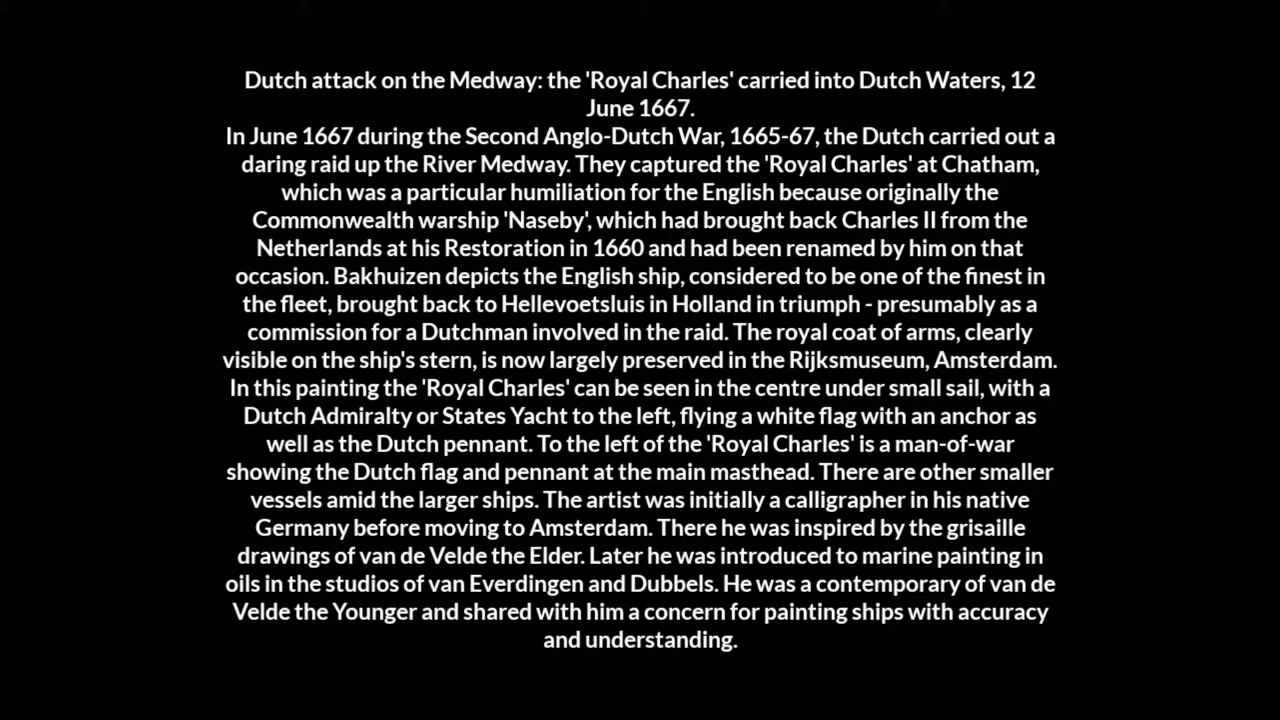 Dutch attack on the Medway: the 'Royal Charles' carried into Dutch Waters, 12
June 1667.
In June 1667 during the Second Anglo-Dutch War, 1665-67, the Dutch carried out a
daring raid up the River Medway. They captured the 'Royal Charles' at Chatham,
which was a particular humiliation for the English because originally the
Commonwealth warship 'Naseby', which had brought back Charles II from the
Netherlands at his Restoration in 1660 and had been renamed by him on that
occasion. Bakhuizen depicts the English ship, considered to be one of the finest in
the fleet, brought back to Hellevoetsluis in Holland in triumph - presumably as a
commission for a Dutchman involved in the raid. The royal coat of arms, clearly
visible on the ship's stern, is now largely preserved in the Rijksmuseum, Amsterdam.
In this painting the 'Royal Charles' can be seen in the centre under small sail, with a
Dutch Admiralty or States Yacht to the left, flying a white flag with an anchor as
well as the Dutch pennant. To the left of the 'Royal Charles' is a man-of-war
showing the Dutch flag and pennant at the main masthead. There are other smaller
vessels amid the larger ships. The artist was initially a calligrapher in his native
Germany before moving to Amsterdam. There he was inspired by the grisaille
drawings of van de Velde the Elder. Later he was introduced to marine painting in
oils in the studios of van Everdingen and Dubbels. He was a contemporary of van de
Velde the Younger and shared with him a concern for painting ships with accuracy
and understanding.